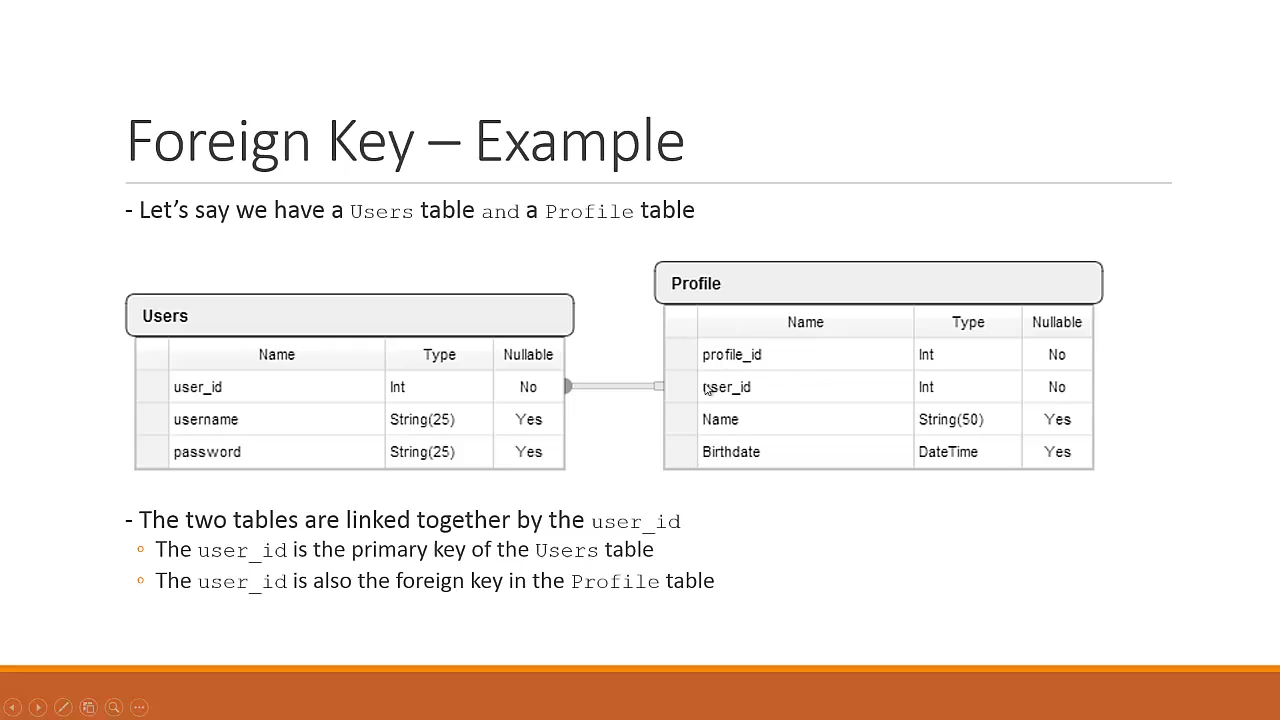 Foreign Key – Example
- Let's say we have a Users table and a Profile table
Users
Name Type Nullable
user_id Int No
username String(25) Yes
password String(25) Yes
Profile
Name Type Nullable
profile_id Int No
user_id Int No
Name String(50) Yes
Birthdate DateTime Yes
- The two tables are linked together by the user_id
◦ The user_id is the primary key of the Users table
◦ The user_id is also the foreign key in the Profile table